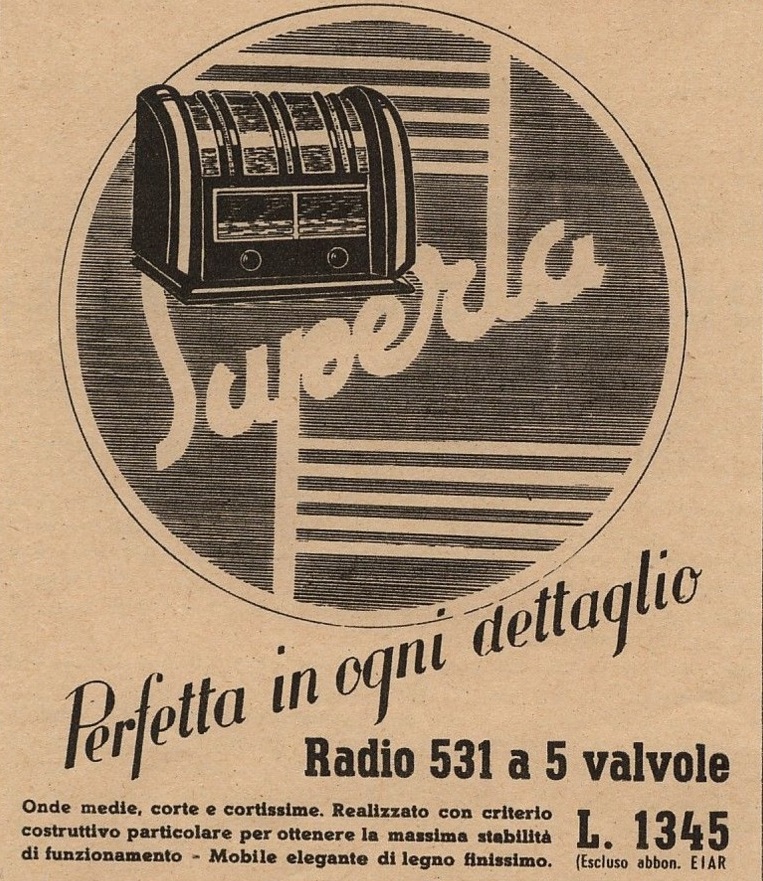 Superla
Perfetta in ogni dettaglio
Radio 531 a 5 valvole
Onde medie, corte e cortissime. Realizzato con criterio
costruttivo particolare per ottenere la massima stabilità
di funzionamento - Mobile elegante di legno finissimo.
L. 1345
(Escluso abbon. EIAR